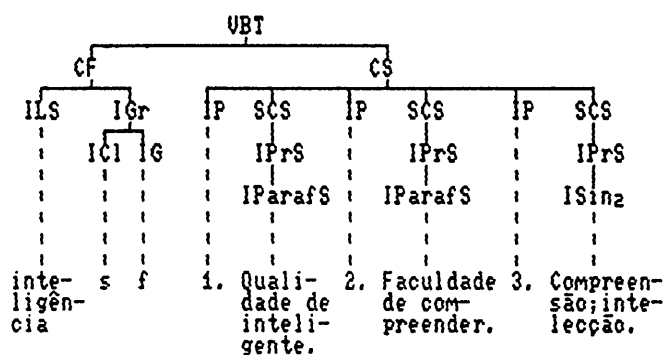 VBT
CF CS
ILS IGr IP SCS IP SCS IP SCS
ICl IG IPrS IPrS IPrS
IParafS IParafS ISin2
inte- s f 1. Quali- 2. Faculdade 3. Compreen-
ligên- dade de de com- são;inte-
cia inteli- preender. lecção.
gente.